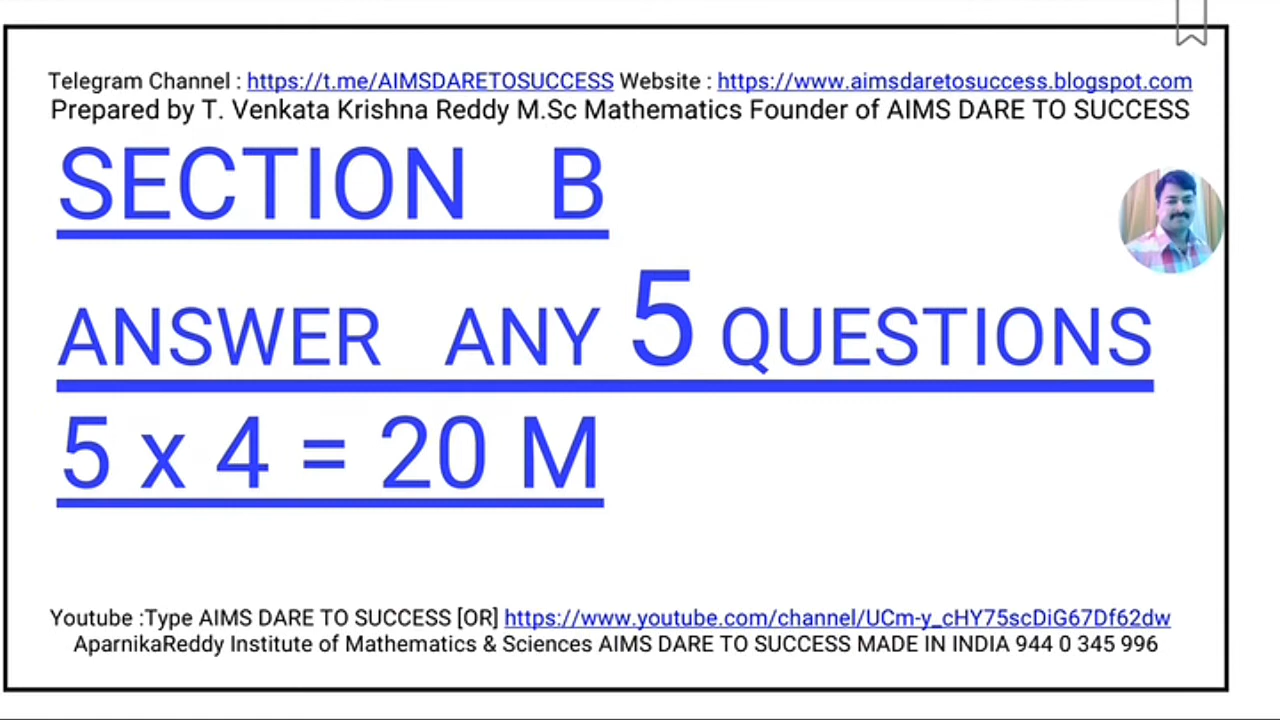 Telegram Channel : https://t.me/AIMSDARETOSUCCESS Website : https://www.aimsdaretosuccess.blogspot.com
Prepared by T. Venkata Krishna Reddy M.Sc Mathematics Founder of AIMS DARE TO SUCCESS
SECTION B
ANSWER ANY 5 QUESTIONS
5 x 4 = 20 M
Youtube :Type AIMS DARE TO SUCCESS [OR] https://www.youtube.com/channel/UCm-y_cHY75scDiG67Df62dw
AparnikaReddy Institute of Mathematics & Sciences AIMS DARE TO SUCCESS MADE IN INDIA 944 0 345 996